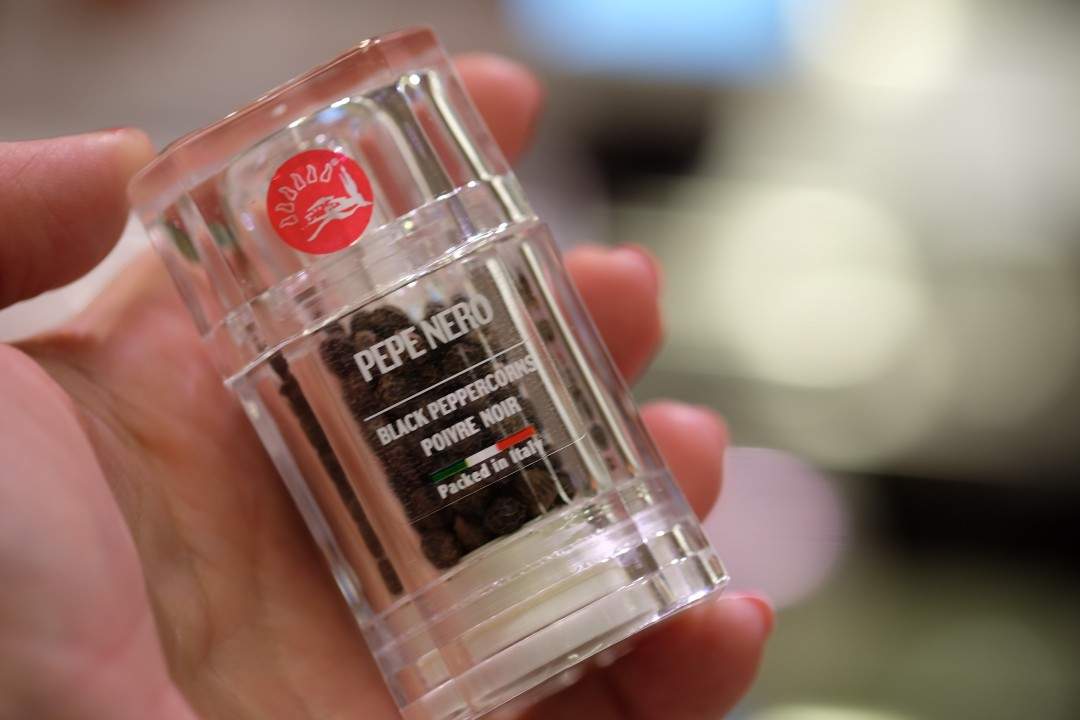 PEPE NERO
BLACK PEPPERCORNS
POIVRE NOIR
Packed in Italy